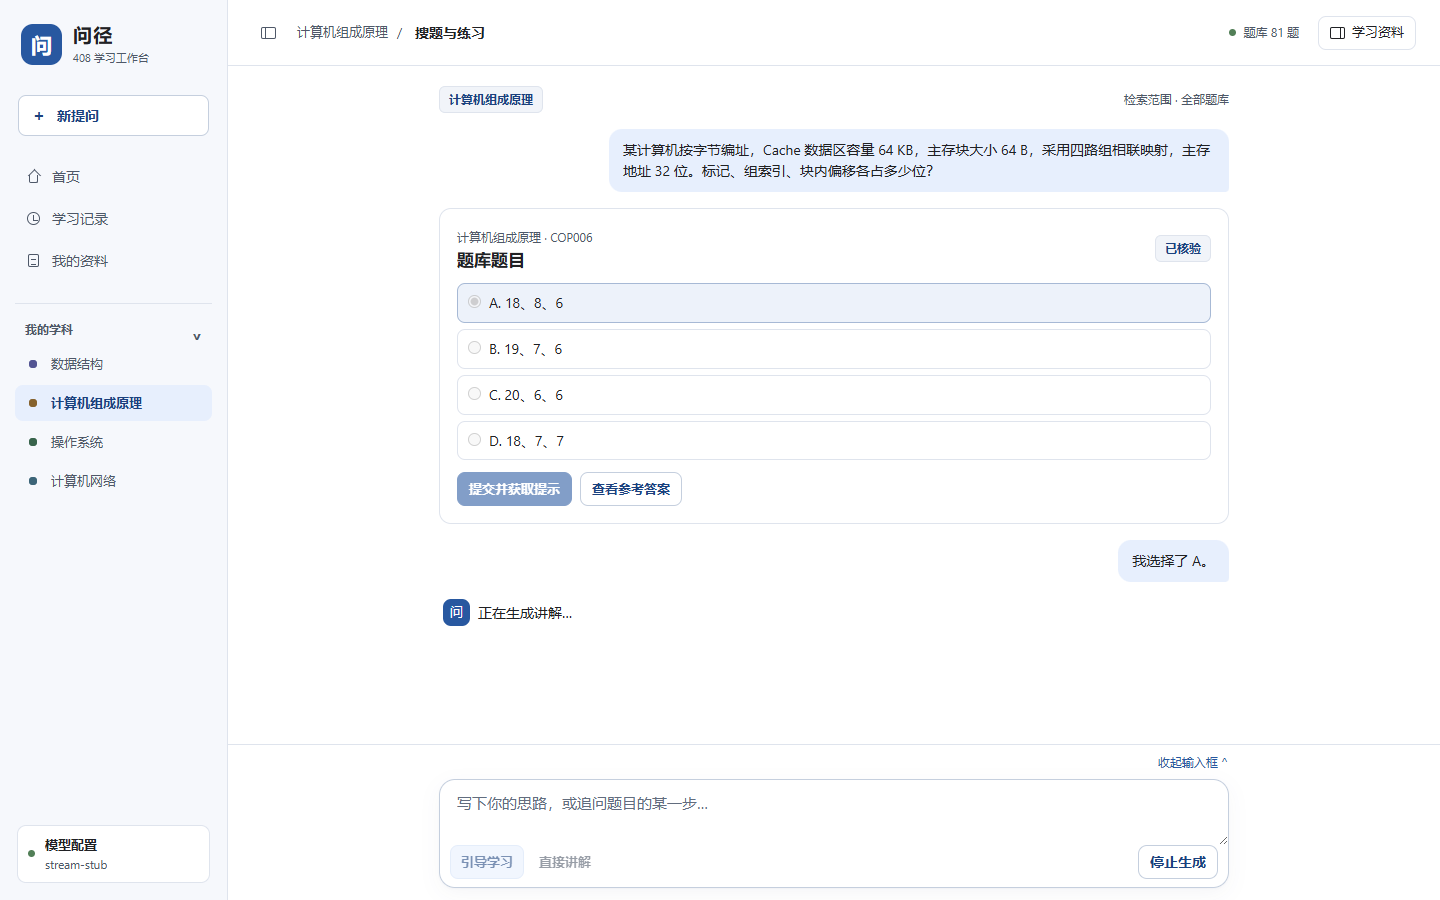 问
问径
408 学习工作台
+ 新提问
首页
学习记录
我的资料
我的学科
v
数据结构
计算机组成原理
操作系统
计算机网络
模型配置
stream-stub
计算机组成原理 / 搜题与练习
题库 81 题
学习资料
计算机组成原理
检索范围 · 全部题库
某计算机按字节编址，Cache 数据区容量 64 KB，主存块大小 64 B，采用四路组相联映射，主存
地址 32 位。标记、组索引、块内偏移各占多少位？
计算机组成原理 · COP006
题库题目
已核验
A. 18、8、6
B. 19、7、6
C. 20、6、6
D. 18、7、7
提交并获取提示
查看参考答案
我选择了 A。
问 正在生成讲解...
收起输入框 ^
写下你的思路，或追问题目的某一步...
引导学习
直接讲解
停止生成